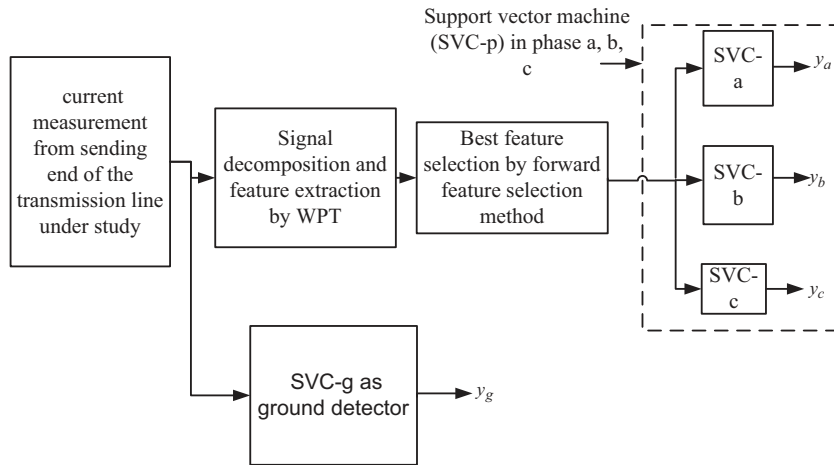 Support vector machine
(SVC-p) in phase a, b,
c
current
measurement
from sending
end of the
transmission line
under study
Signal
decomposition and
feature extraction
by WPT
Best feature
selection by forward
feature selection
method
SVC-
a
ya
SVC-
b
yb
SVC-
c
yc
SVC-g as
ground detector
yg